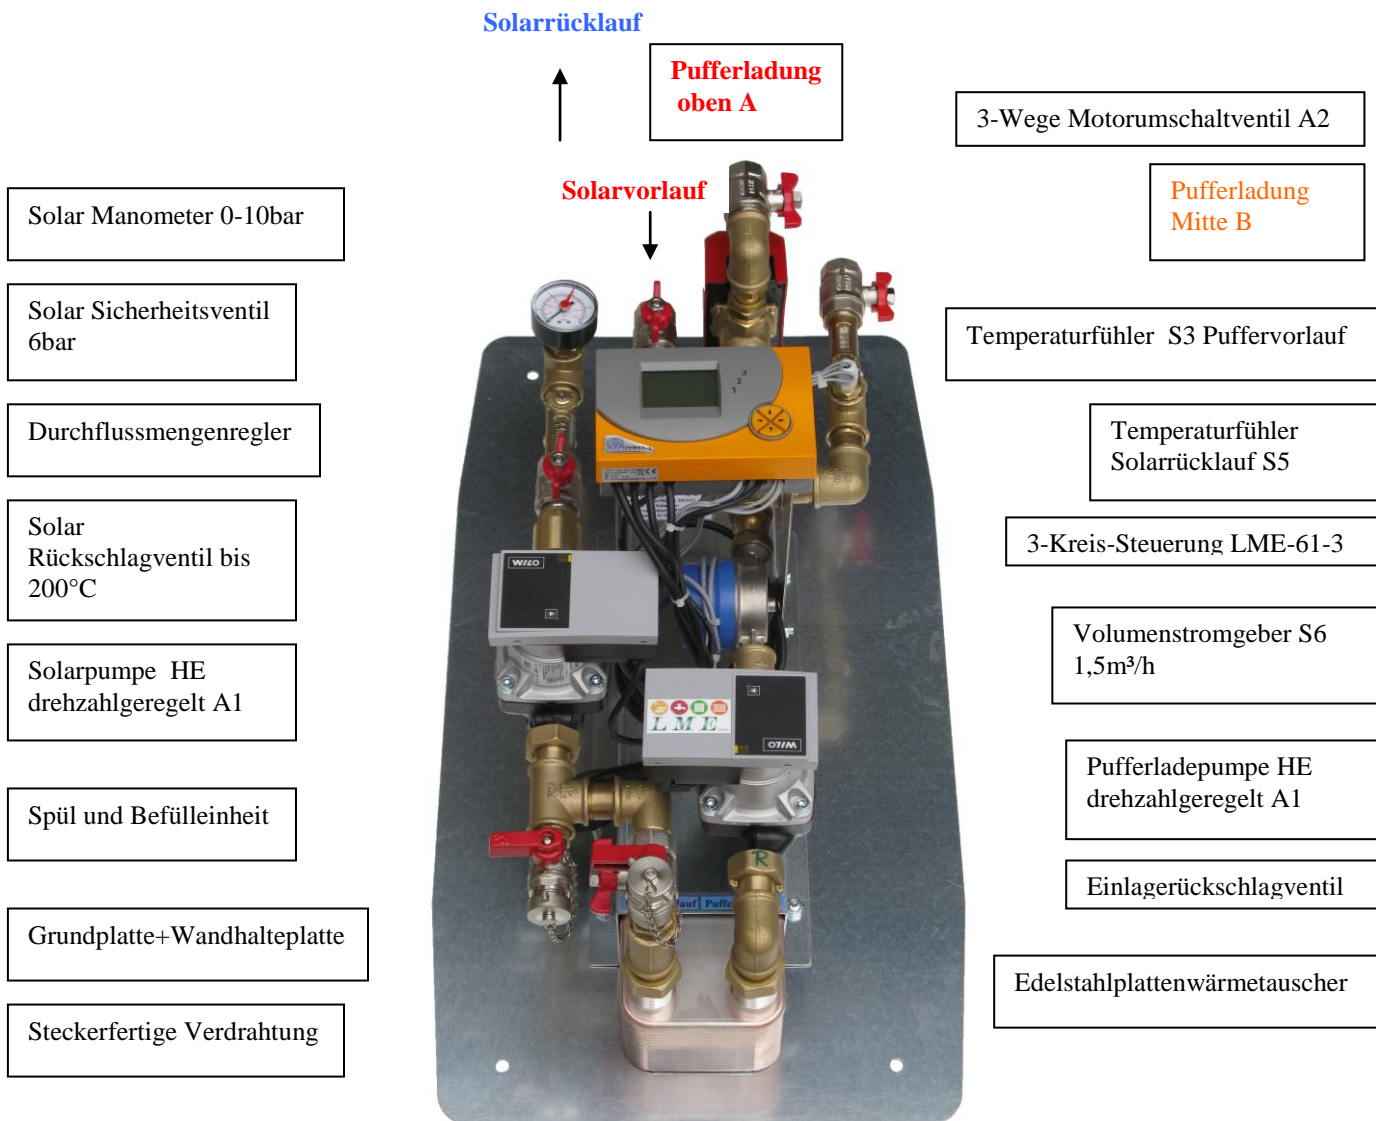 Solarrücklauf
Pufferladung
oben A
3-Wege Motorumschaltventil A2
Solarvorlauf
Pufferladung
Mitte B
Solar Manometer 0-10bar
Solar Sicherheitsventil
6bar
Temperaturfühler S3 Puffervorlauf
Durchflussmengenregler
Temperaturfühler
Solarrücklauf S5
3
2
1
Solar
Rückschlagventil bis
200°C
3-Kreis-Steuerung LME-61-3
WILO
Volumenstromgeber S6
1,5m³/h
Solarpumpe HE
drehzahlgeregelt A1
L M E
WILO
Pufferladepumpe HE
drehzahlgeregelt A1
Spül und Befülleinheit
R
Einlagerückschlagventil
Grundplatte+Wandhalteplatte
Edelstahlplattenwärmetauscher
Steckerfertige Verdrahtung